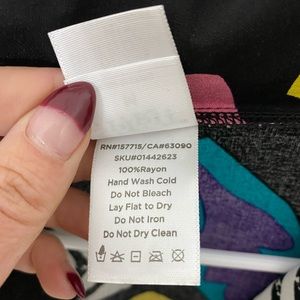 RN#157715/CA#63090
SKU#01442623
100%Rayon
Hand Wash Cold
Do Not Bleach
Lay Flat to Dry
Do Not Iron
Do Not Dry Clean